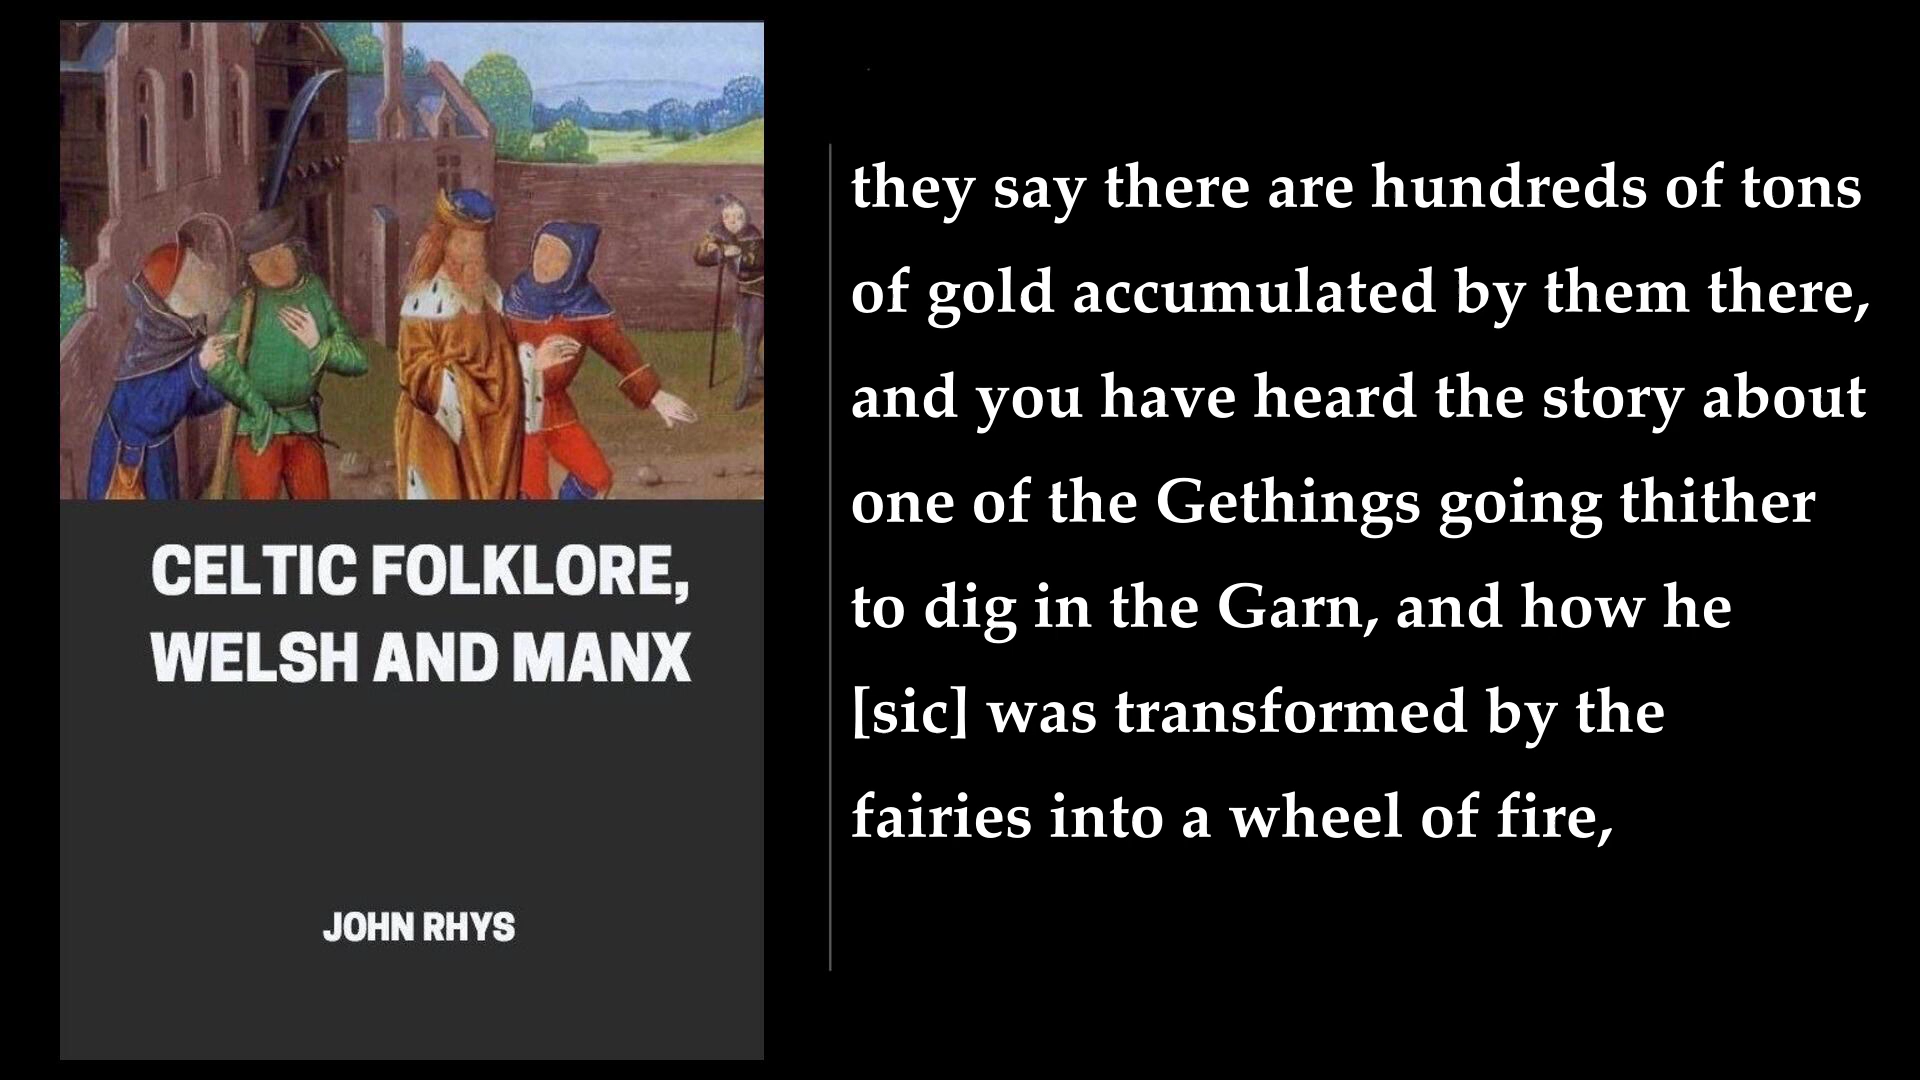 CELTIC FOLKLORE,
WELSH AND MANX
JOHN RHYS
they say there are hundreds of tons
of gold accumulated by them there,
and you have heard the story about
one of the Gethings going thither
to dig in the Garn, and how he
[sic] was transformed by the
fairies into a wheel of fire,